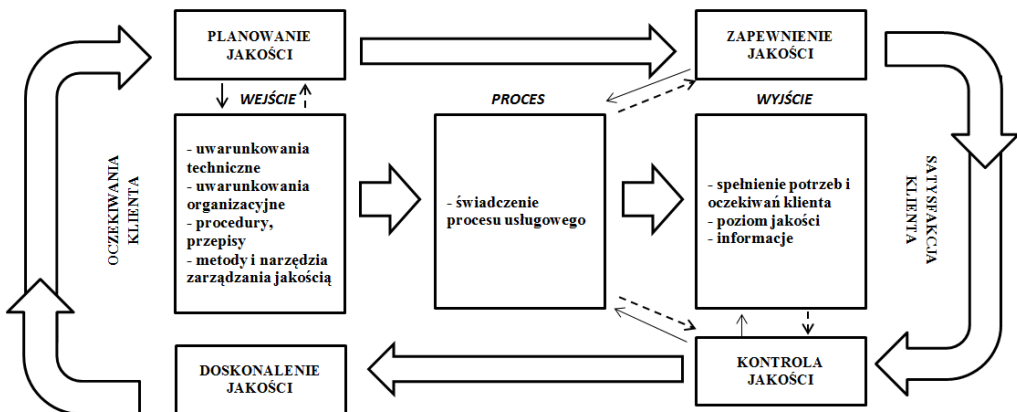 PLANOWANIE
JAKOŚCI
ZAPEWNIENIE
JAKOŚCI
WEJŚCIE
PROCES
WYJŚCIE
OCZEKIWANIA
KLIENTA
- uwarunkowania
techniczne
- uwarunkowania
organizacyjne
- procedury,
przepisy
- metody i narzędzia
zarządzania jakością
- świadczenie
procesu usługowego
- spełnienie potrzeb i
oczekiwań klienta
- poziom jakości
- informacje
SATYSFAKCJA
KLIENTA
DOSKONALENIE
JAKOŚCI
KONTROLA
JAKOŚCI